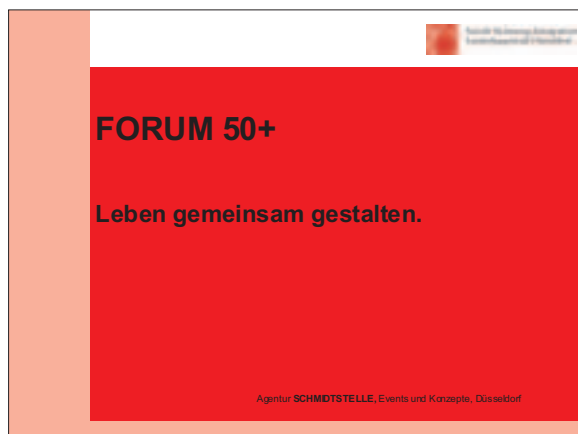 FORUM 50+
Leben gemeinsam gestalten.
Agentur SCHMIDTSTELLE, Events und Konzepte, Düsseldorf